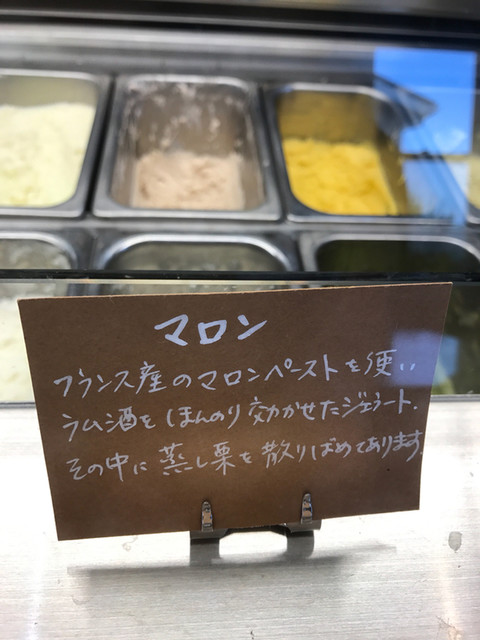 マロン
フランス産のマロンペーストを使い
ラム酒をほんのり効かせたジェラート.
その中に蒸し栗を散りばめてあります.